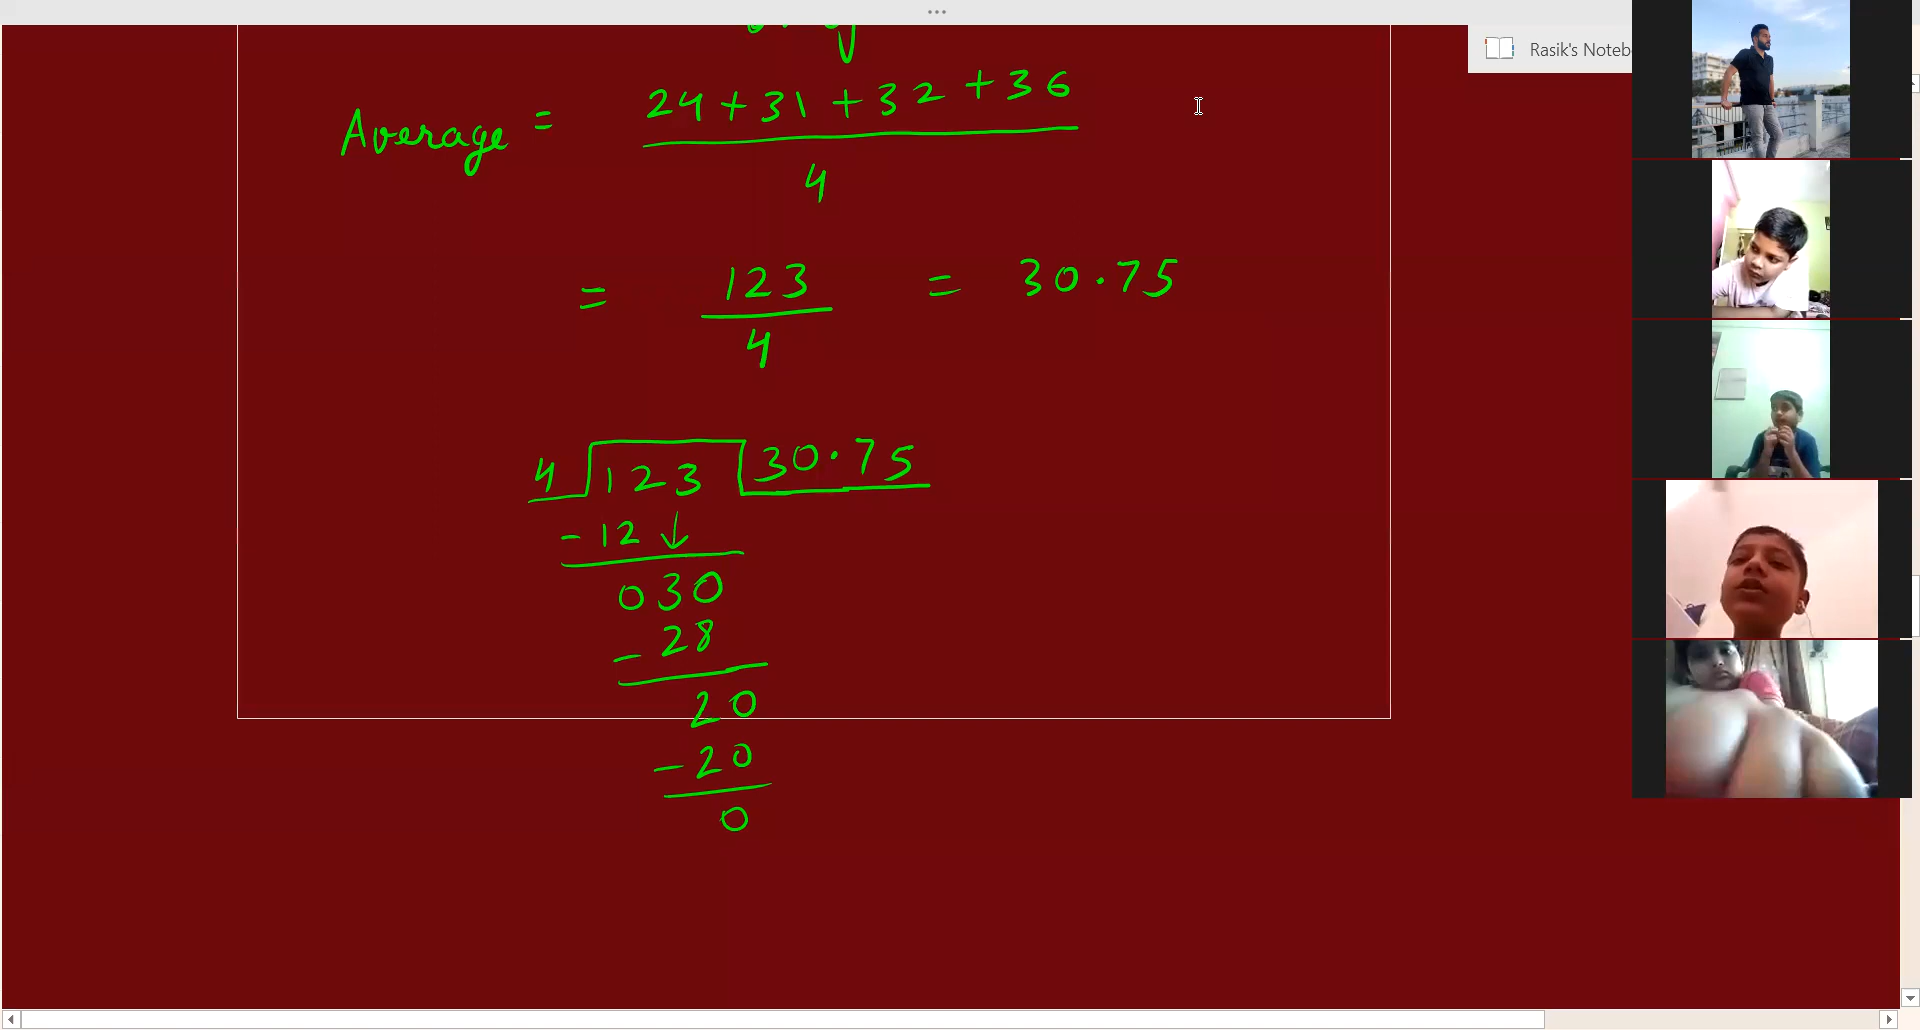 Rasik's Noteb
Average = 24+31+32+36
4
= 123 = 30.75
4
4 123 30.75
-12↓
030
-28
20
-20
0